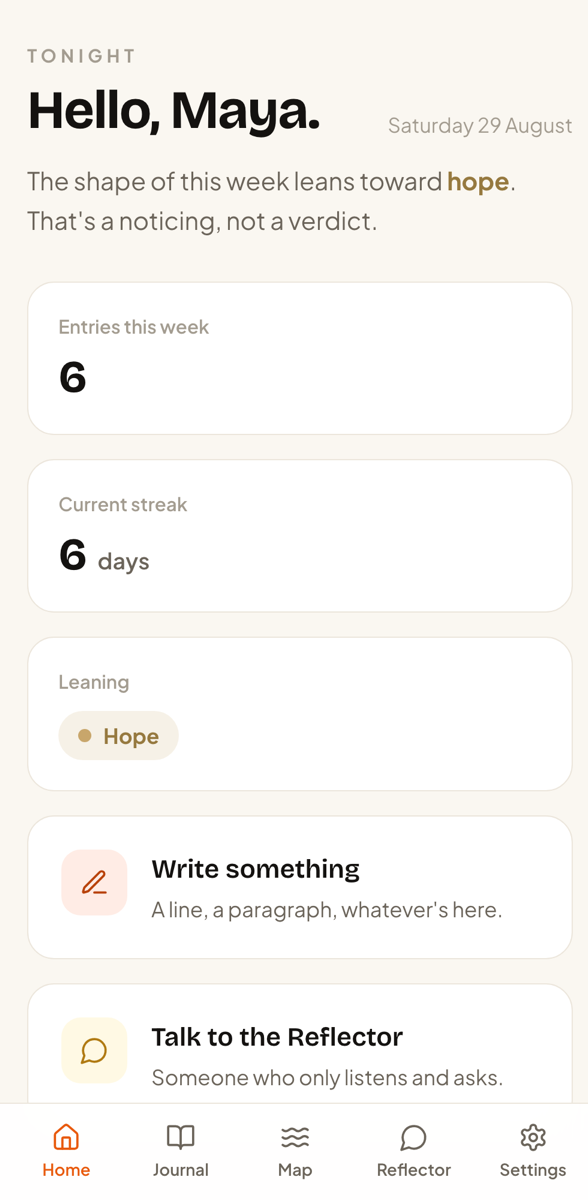 TONIGHT
Hello, Maya.
Saturday 29 August
The shape of this week leans toward hope.
That's a noticing, not a verdict.
Entries this week
6
Current streak
6 days
Leaning
Hope
Write something
A line, a paragraph, whatever's here.
Talk to the Reflector
Someone who only listens and asks.
Home
Journal
Map
Reflector
Settings